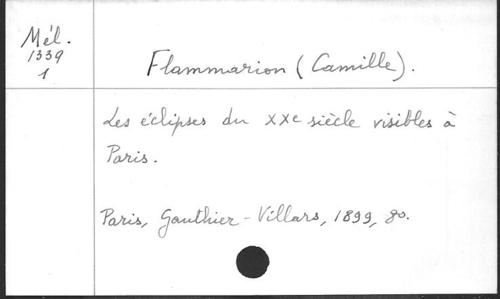 Mél.
1339
1
Flammarion (Camille).
Les éclipses du XXe siècle visibles à
Paris.
Paris, Gauthier-Villars, 1899, 8o.